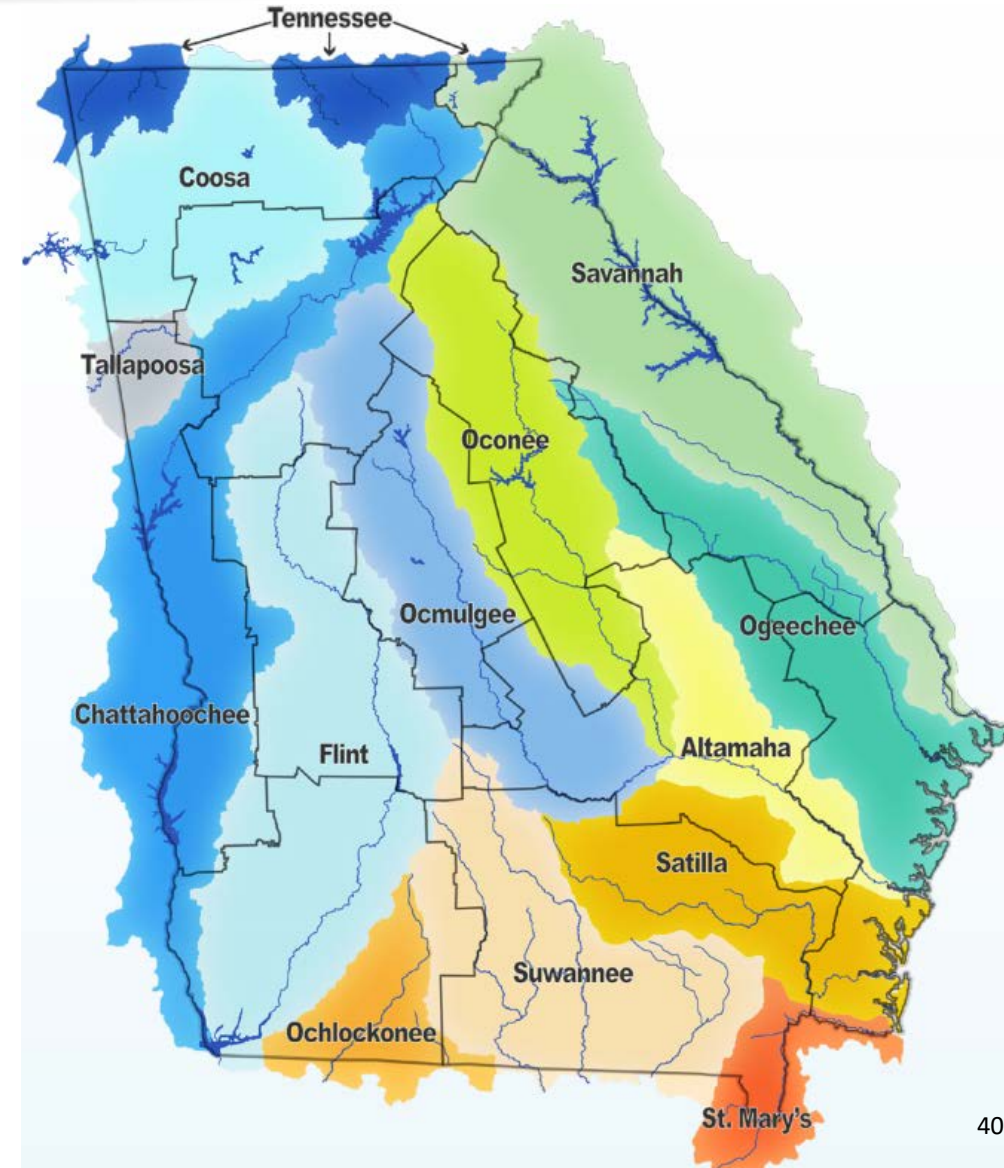 Tennessee
Coosa
Savannah
Tallapoosa
Oconee
Ocmulgee
Ogeechee
Chattahoochee
Flint
Altamaha
Satilla
Suwannee
Ochlockonee
St. Mary's
40